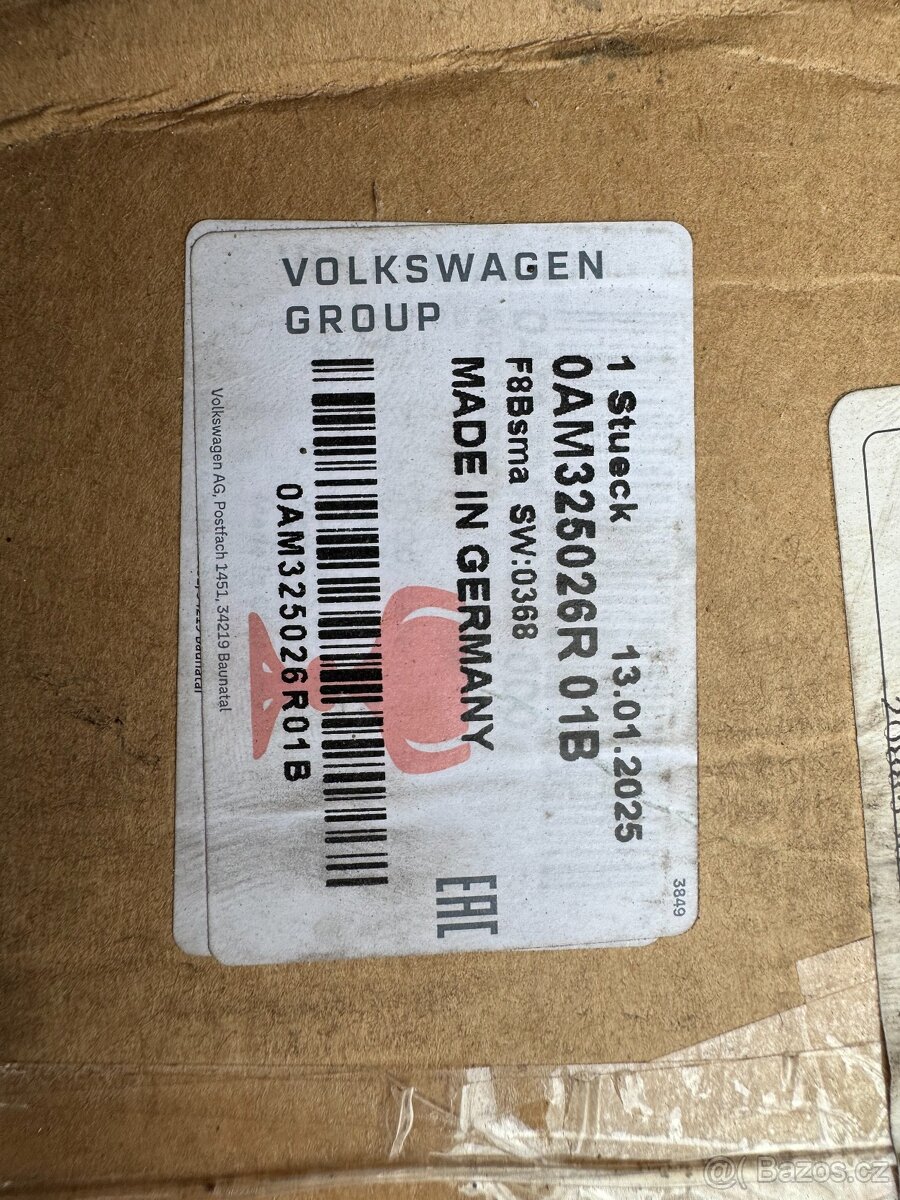 VOLKSWAGEN
GROUP
1 Stueck 13.01.2025
0AM325026R 01B
F8Bsma SW:0368
MADE IN GERMANY
0AM325026R01B
Volkswagen AG, Postfach 1451, 34219 Baunatal
EAC
3849
@( Bazos.cz